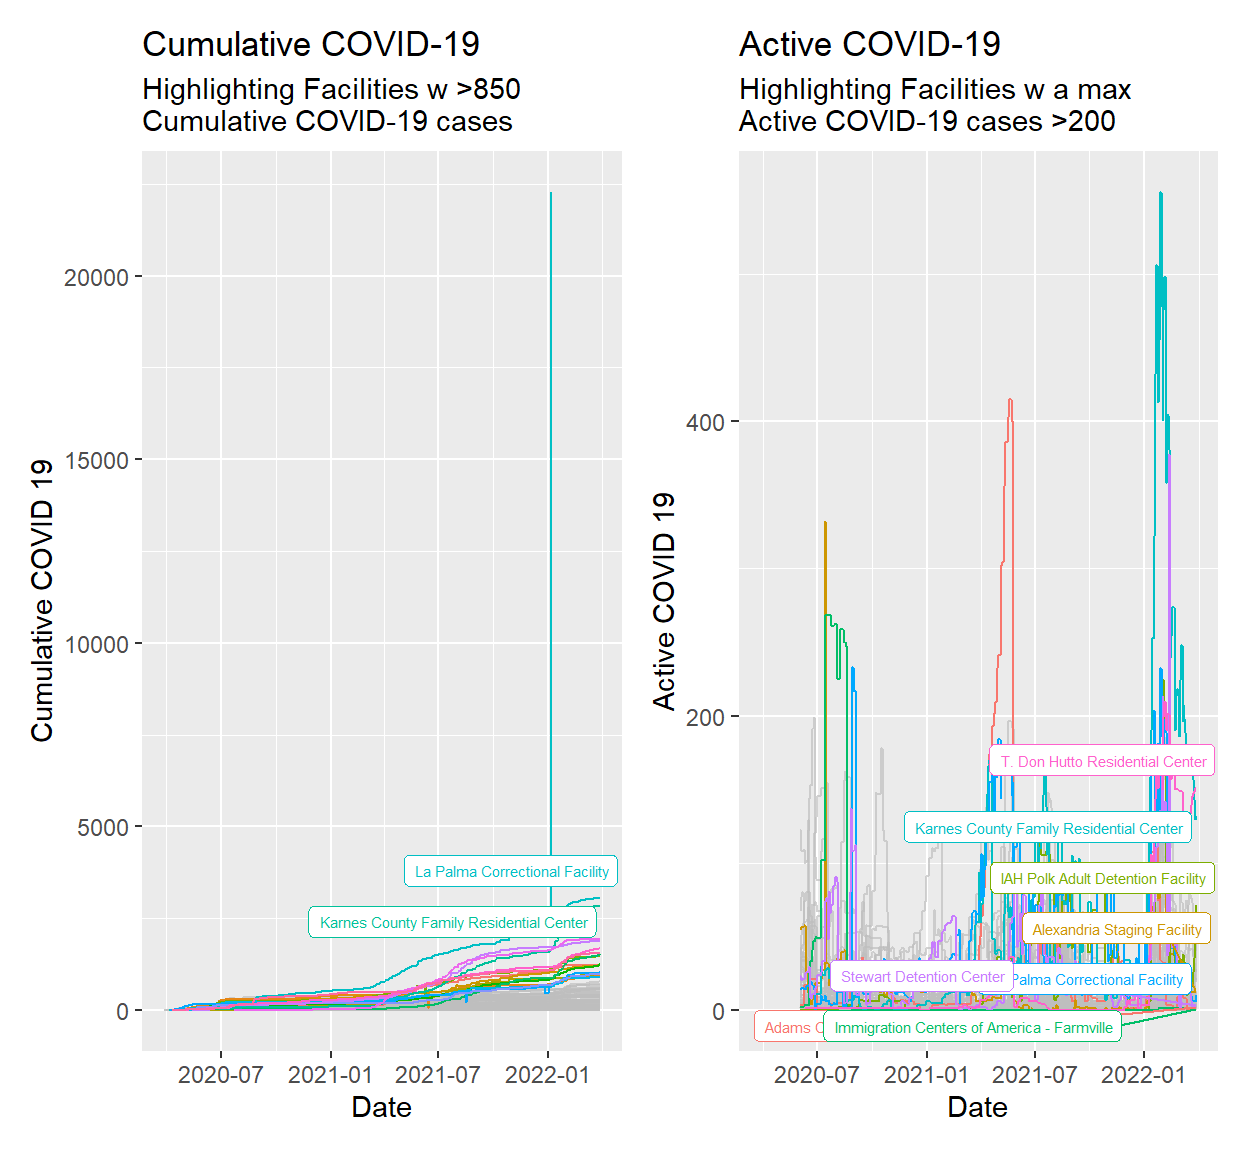 Cumulative COVID-19
Highlighting Facilities w >850
Cumulative COVID-19 cases
Cumulative COVID 19
20000
15000
10000
5000
0
La Palma Correctional Facility
Karnes County Family Residential Center
2020-07
2021-01
2021-07
2022-01
Date
Active COVID-19
Highlighting Facilities w a max
Active COVID-19 cases >200
Active COVID 19
400
200
0
T. Don Hutto Residential Center
Karnes County Family Residential Center
IAH Polk Adult Detention Facility
Alexandria Staging Facility
Stewart Detention Center
Palma Correctional Facility
Adams C
Immigration Centers of America - Farmville
2020-07
2021-01
2021-07
2022-01
Date